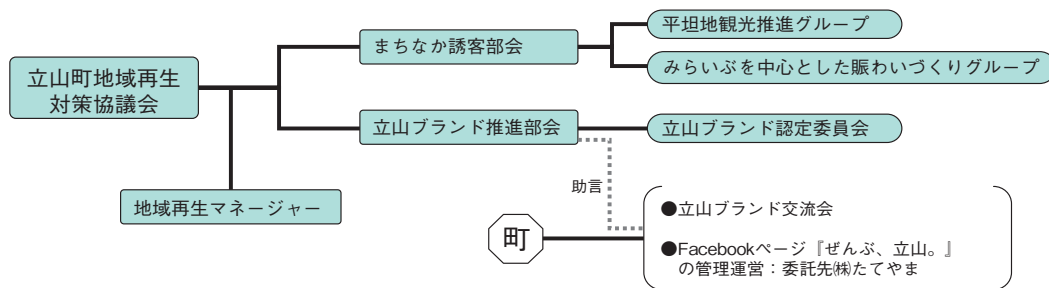 立山町地域再生
対策協議会
まちなか誘客部会
平坦地観光推進グループ
みらいぶを中心とした賑わいづくりグループ
立山ブランド推進部会
立山ブランド認定委員会
地域再生マネージャー
助言
町
●立山ブランド交流会
●Facebookページ『ぜんぶ、立山。』
の管理運営：委託先㈱たてやま